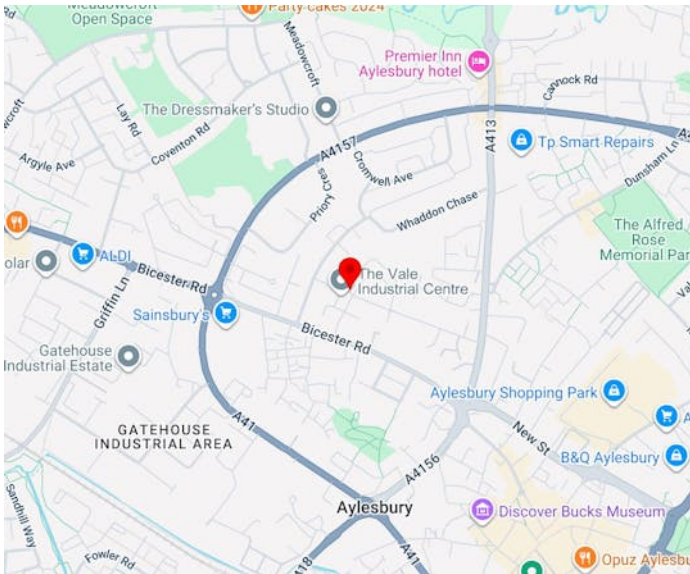 Meadowcroft
Open Space
Party cakes 2024
Meadowcroft
Premier Inn
Aylesbury hotel
Cannock Rd
Lay Rd
The Dressmaker's Studio
A413
Coventon Rd
A4157
Tp Smart Repairs
Argyle Ave
Cromwell Ave
Dunsham Ln
Priory Cres
Whaddon Chase
The Alfred
Rose
Memorial Par
ALDI
olar
Bicester Rd
The Vale
Industrial Centre
Griffin Ln
Sainsbury's
Bicester Rd
Gatehouse
Industrial Estate
Aylesbury Shopping Park
A41
GATEHOUSE
INDUSTRIAL AREA
New St
B&Q Aylesbury
A4156
Sandhill Way
Aylesbury
Discover Bucks Museum
A41
Fowler Rd
Opuz Aylesbu